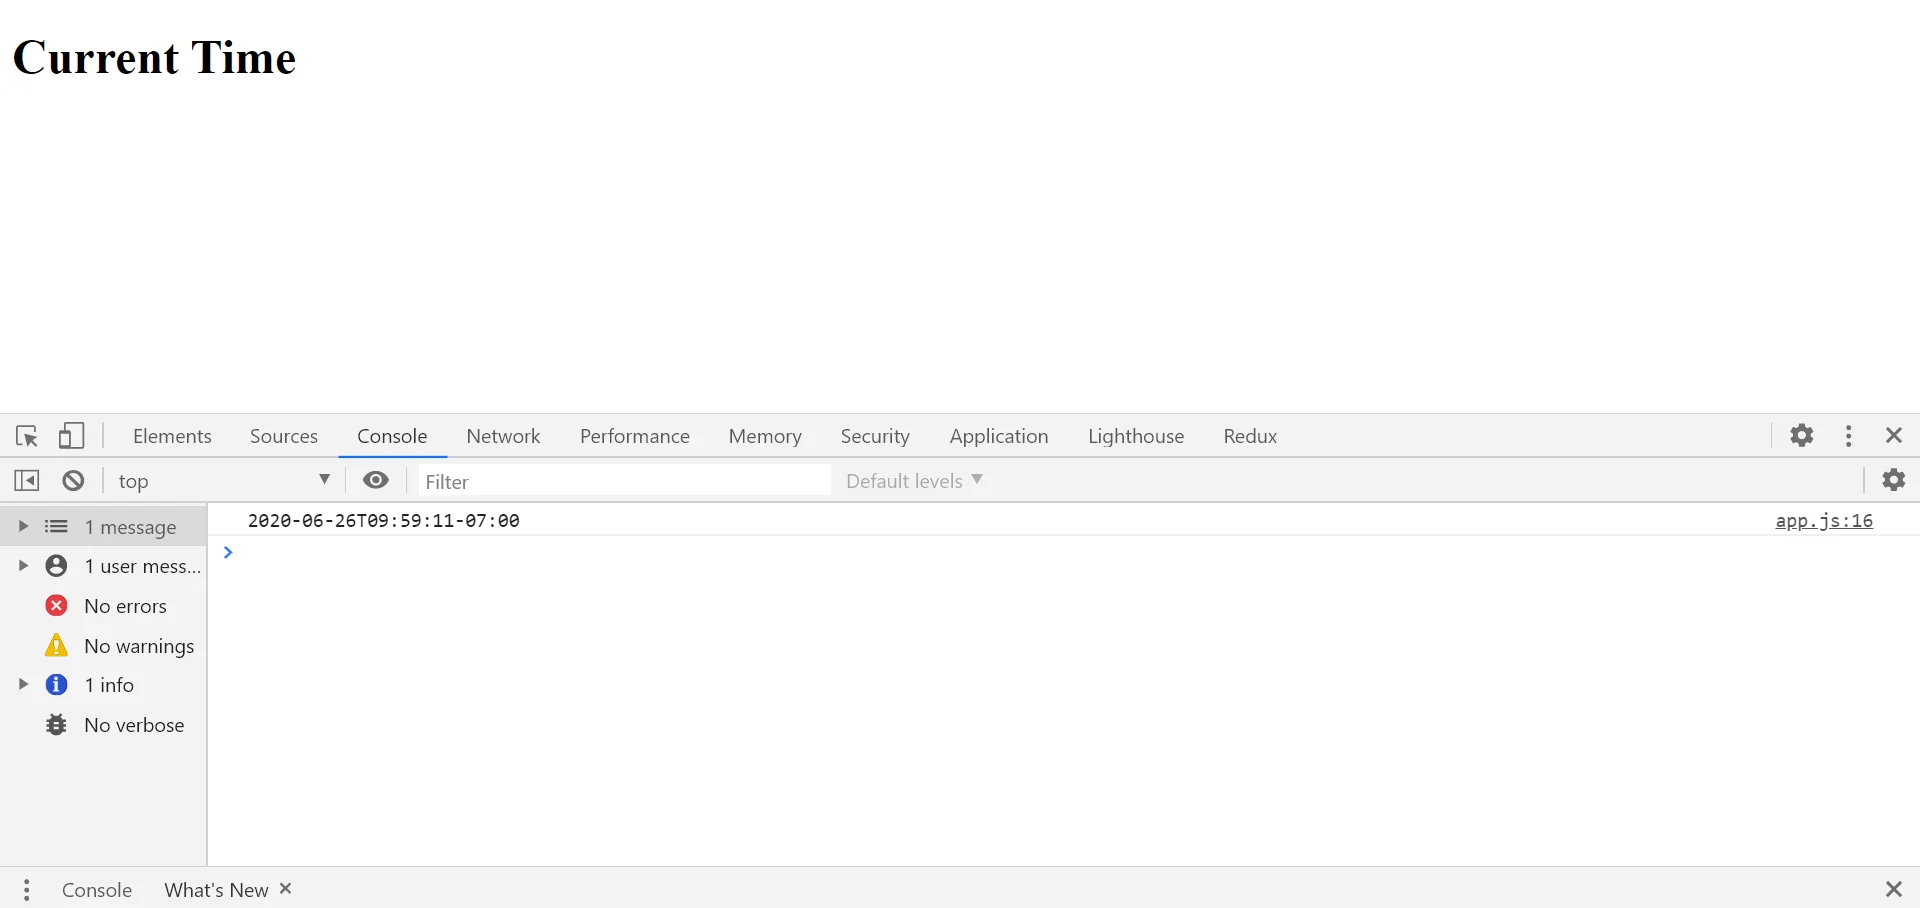 Current Time
Elements Sources Console Network Performance Memory Security Application Lighthouse Redux
top Filter Default levels
1 message
2020-06-26T09:59:11-07:00 app.js:16
1 user mess...
No errors
No warnings
1 info
No verbose
Console What's New